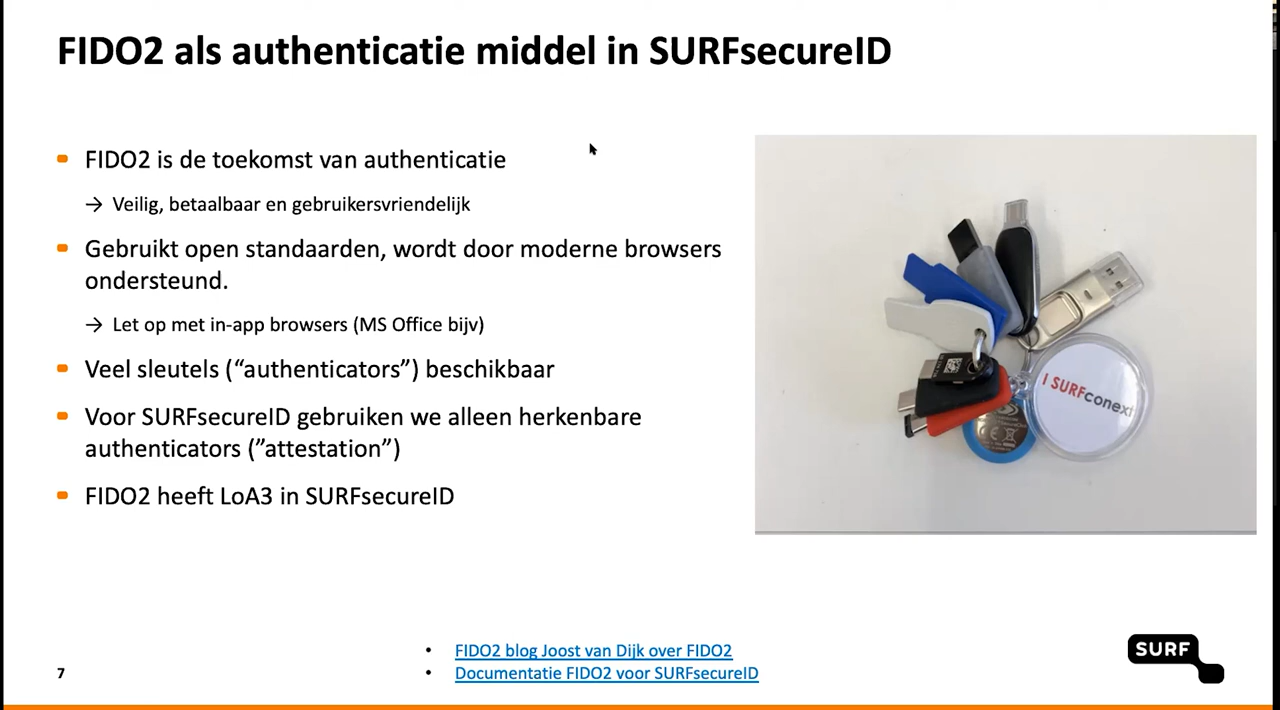 FIDO2 als authenticatie middel in SURFsecureID
FIDO2 is de toekomst van authenticatie
→ Veilig, betaalbaar en gebruikersvriendelijk
Gebruikt open standaarden, wordt door moderne browsers
ondersteund.
→ Let op met in-app browsers (MS Office bijv)
Veel sleutels (“authenticators”) beschikbaar
Voor SURFsecureID gebruiken we alleen herkenbare
authenticators (”attestation”)
FIDO2 heeft LoA3 in SURFsecureID
I SURFconext
• FIDO2 blog Joost van Dijk over FIDO2
• Documentatie FIDO2 voor SURFsecureID
7
SURF